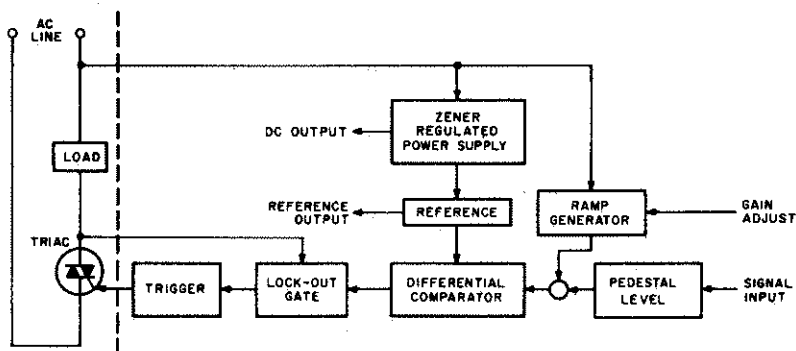 AC
LINE
ZENER
REGULATED
POWER SUPPLY
DC OUTPUT
LOAD
REFERENCE
OUTPUT
REFERENCE
RAMP
GENERATOR
GAIN
ADJUST
TRIAC
TRIGGER
LOCK-OUT
GATE
DIFFERENTIAL
COMPARATOR
PEDESTAL
LEVEL
SIGNAL
INPUT